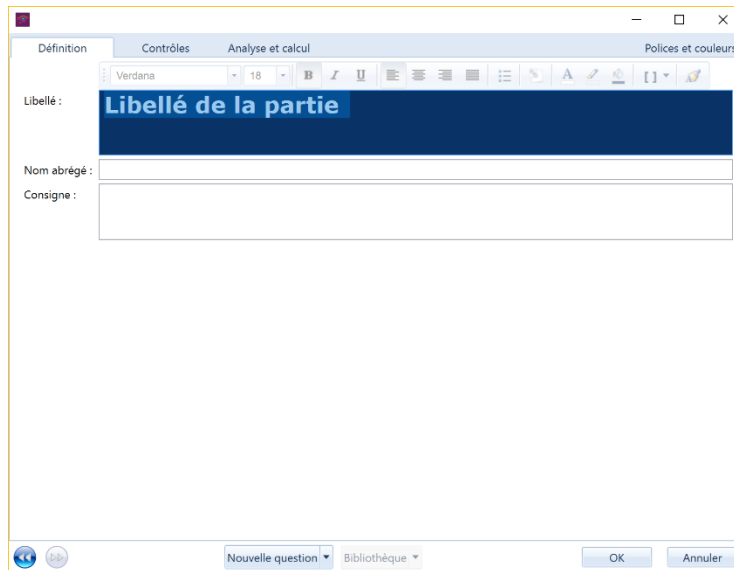 Définition Contrôles Analyse et calcul Polices et couleurs
Verdana 18 B I U A [ ]
Libellé : Libellé de la partie
Nom abrégé :
Consigne :
Nouvelle question Bibliothèque OK Annuler